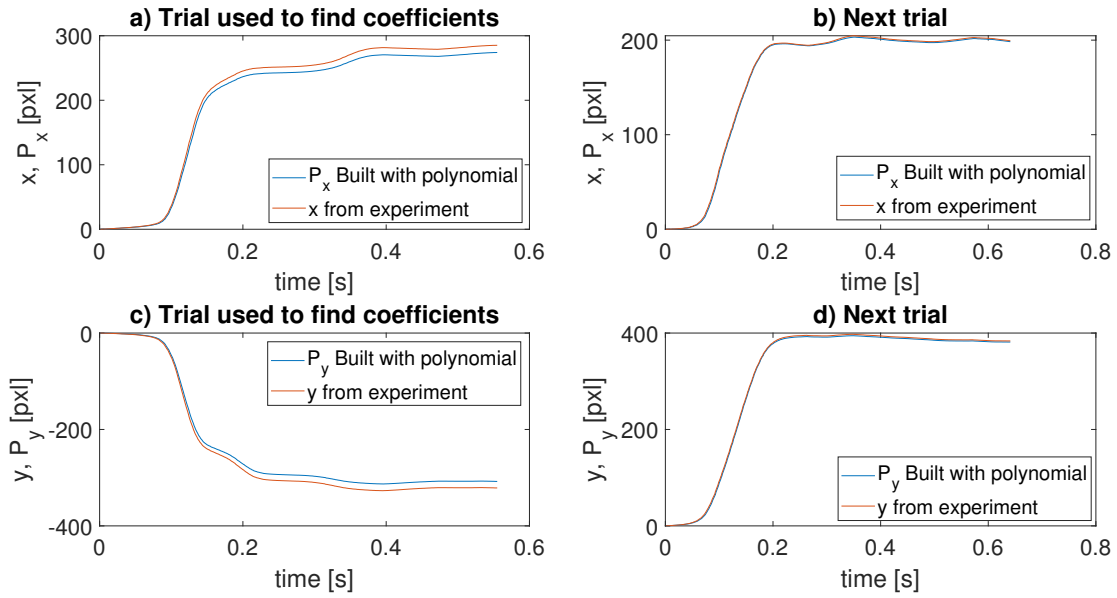 a) Trial used to find coefficients
300
200
100
0
x, P_x [pxl]
P_x Built with polynomial
x from experiment
0 0.2 0.4 0.6
time [s]
b) Next trial
200
100
0
x, P_x [pxl]
P_x Built with polynomial
x from experiment
0 0.2 0.4 0.6 0.8
time [s]
c) Trial used to find coefficients
0
-200
-400
y, P_y [pxl]
P_y Built with polynomial
y from experiment
0 0.2 0.4 0.6
time [s]
d) Next trial
400
200
0
y, P_y [pxl]
P_y Built with polynomial
y from experiment
0 0.2 0.4 0.6 0.8
time [s]